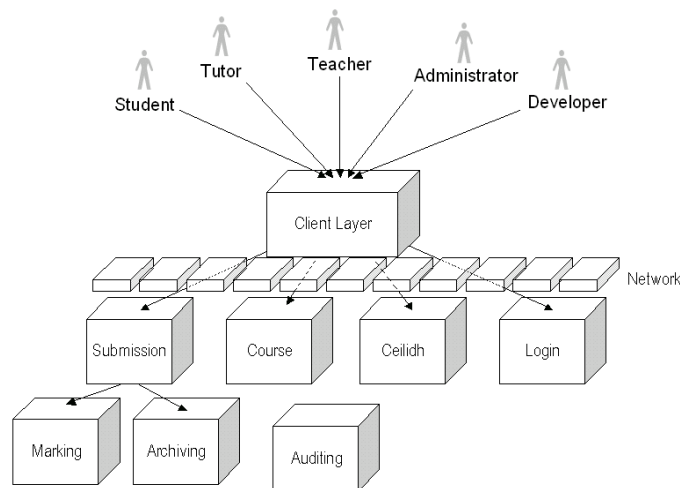 Teacher
Tutor
Administrator
Student
Developer
Client Layer
Network
Submission
Course
Ceilidh
Login
Marking
Archiving
Auditing